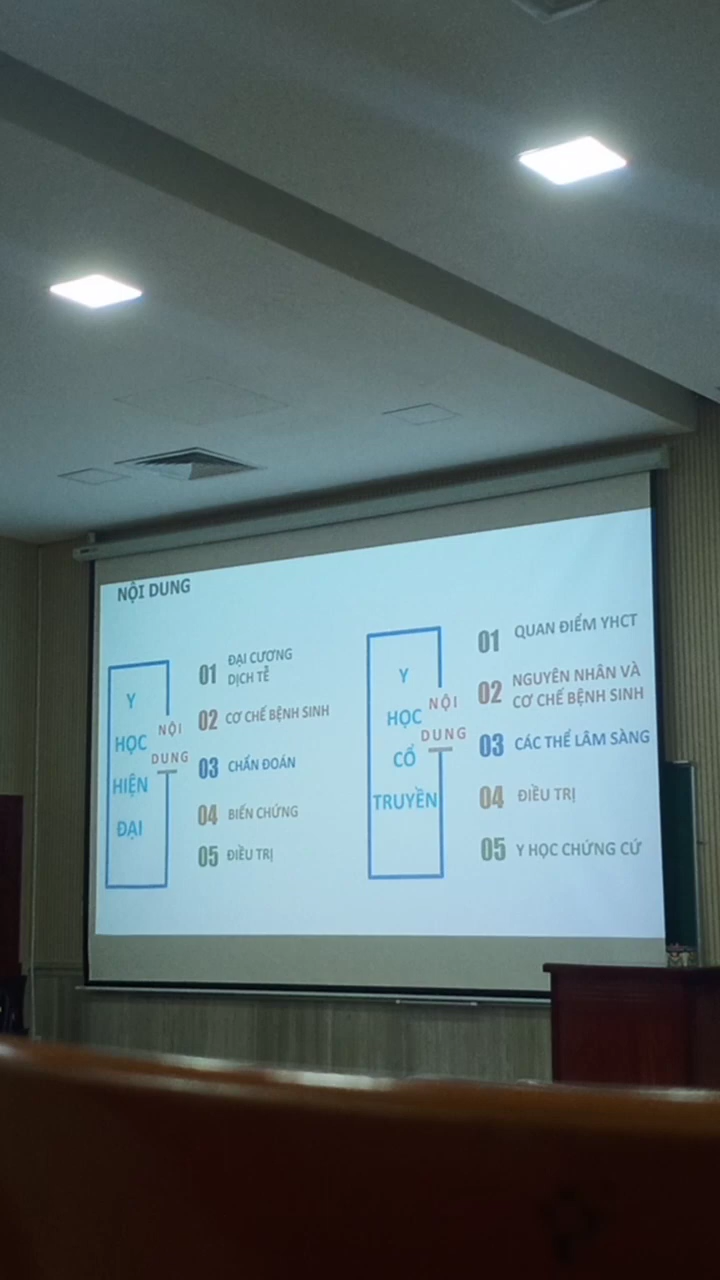 NỘI DUNG
Y
HỌC
HIỆN
ĐẠI
NỘI
DUNG
01 ĐẠI CƯƠNG
DỊCH TỄ
02 CƠ CHẾ BỆNH SINH
03 CHẨN ĐOÁN
04 BIẾN CHỨNG
05 ĐIỀU TRỊ
Y
HỌC
CỔ
TRUYỀN
NỘI
DUNG
01 QUAN ĐIỂM YHCT
02 NGUYÊN NHÂN VÀ
CƠ CHẾ BỆNH SINH
03 CÁC THỂ LÂM SÀNG
04 ĐIỀU TRỊ
05 Y HỌC CHỨNG CỨ